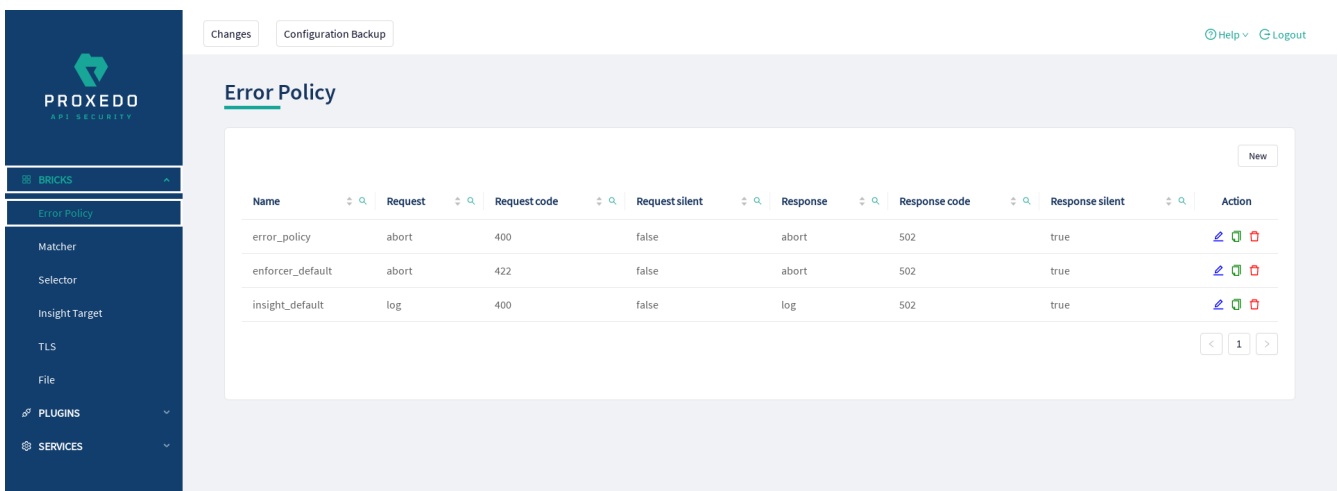 Changes Configuration Backup Help Logout
PROXEDO
API SECURITY
Error Policy
New
BRICKS
Error Policy
Matcher
Selector
Insight Target
TLS
File
PLUGINS
SERVICES
Name Request Request code Request silent Response Response code Response silent Action
error_policy abort 400 false abort 502 true
enforcer_default abort 422 false abort 502 true
insight_default log 400 false log 502 true
< 1 >